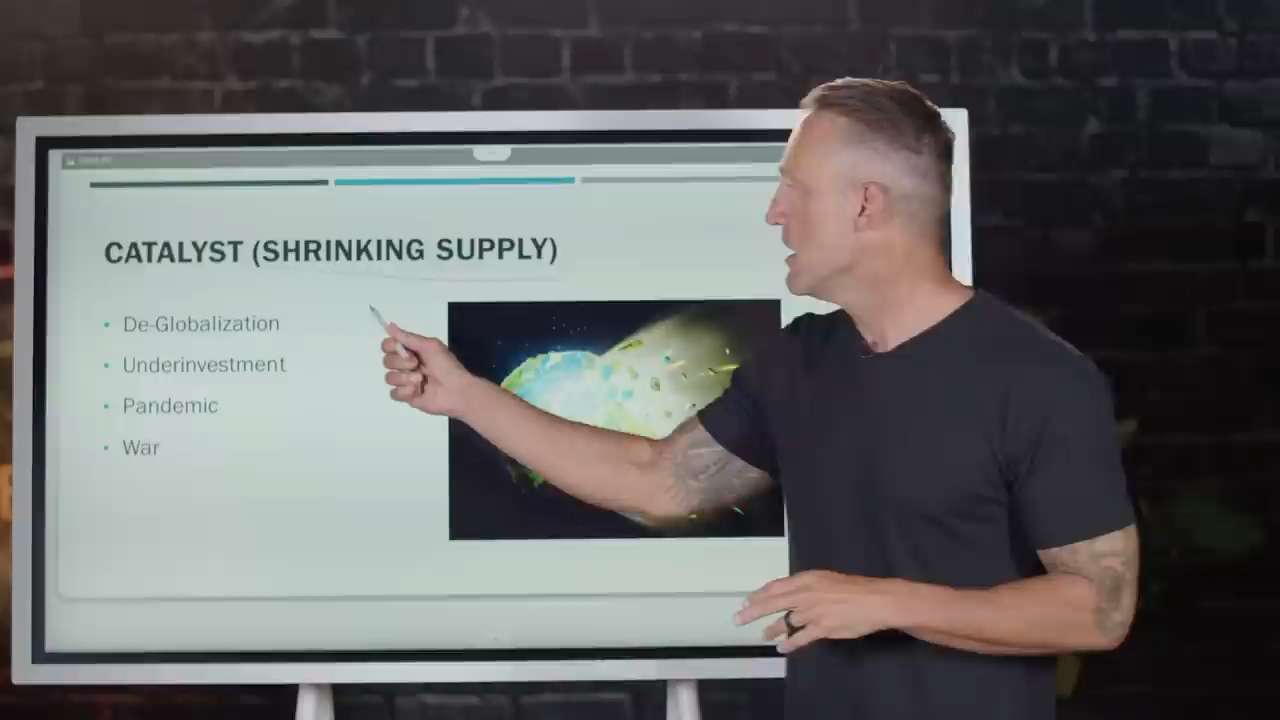 CATALYST (SHRINKING SUPPLY)
• De-Globalization
• Underinvestment
• Pandemic
• War